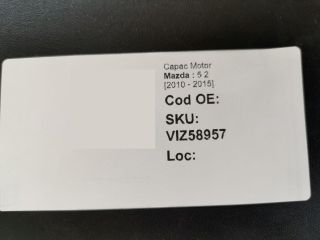 Capac Motor
Mazda : 5 2
[2010 - 2015]
Cod OE:
SKU:
VIZ58957
Loc: